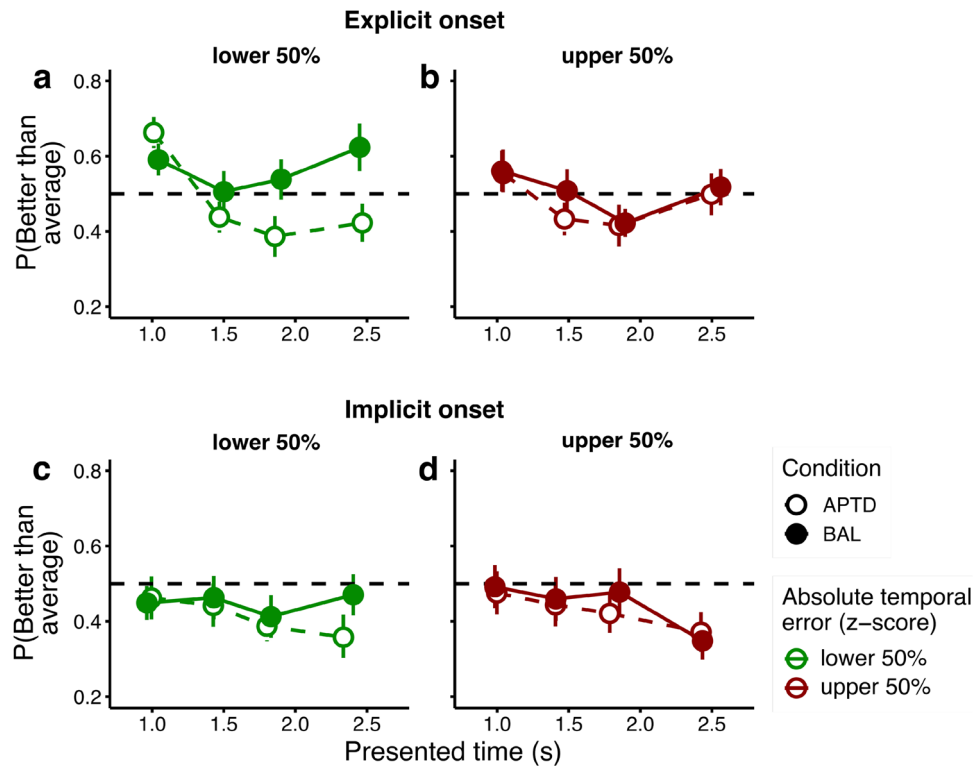 Explicit onset
lower 50%
upper 50%
a
b
P(Better than
average)
0.8
0.6
0.4
0.2
1.0 1.5 2.0 2.5
1.0 1.5 2.0 2.5
Implicit onset
lower 50%
upper 50%
c
d
P(Better than
average)
0.8
0.6
0.4
0.2
1.0 1.5 2.0 2.5
1.0 1.5 2.0 2.5
Presented time (s)
Condition
APTD
BAL
Absolute temporal
error (z−score)
lower 50%
upper 50%